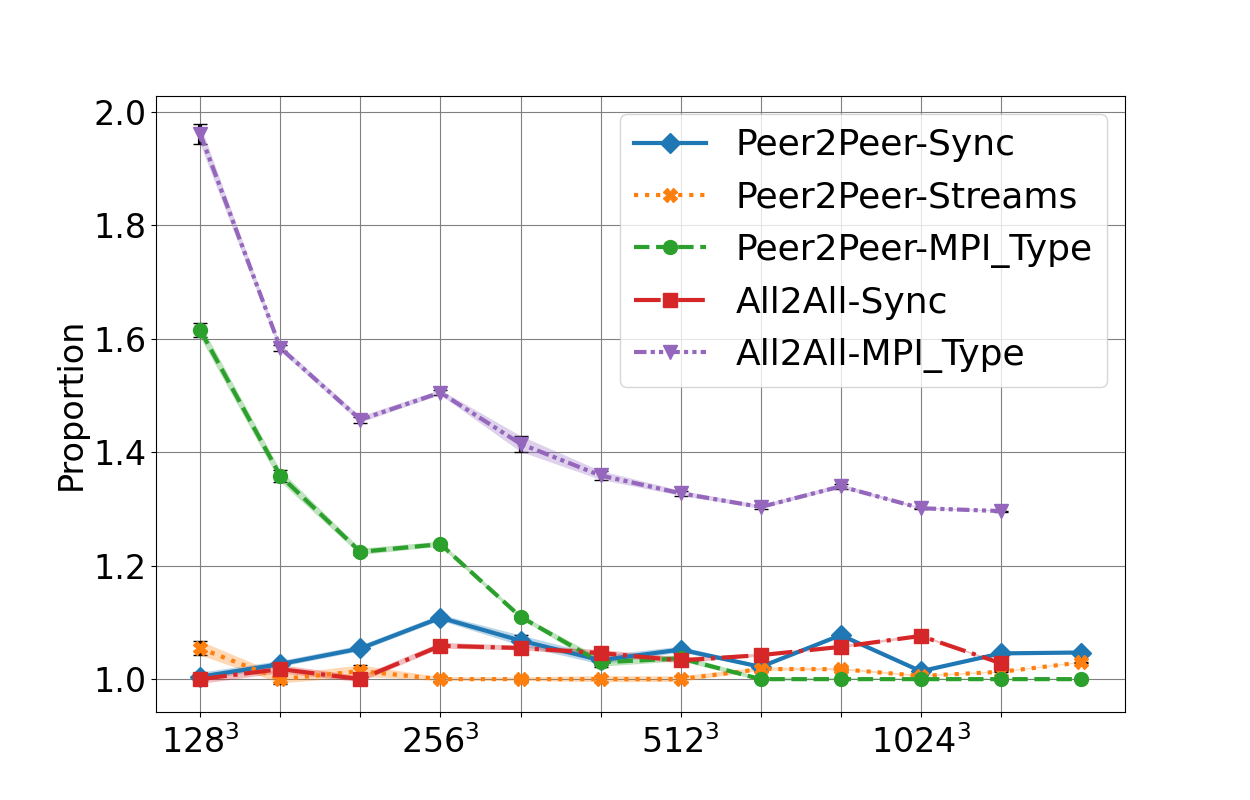 2.0
1.8
1.6
1.4
1.2
1.0
Proportion
Peer2Peer-Sync
Peer2Peer-Streams
Peer2Peer-MPI_Type
All2All-Sync
All2All-MPI_Type
128³ 256³ 512³ 1024³